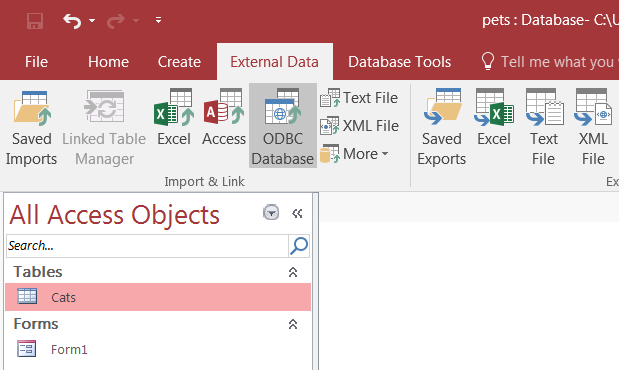 pets : Database- C:\U
File Home Create External Data Database Tools Tell me what you
Saved Imports
Linked Table Manager
Excel
Access
ODBC Database
Text File
XML File
More
Saved Exports
Excel
Text File
XML File
Import & Link
Ex
All Access Objects
Search...
Tables
Cats
Forms
Form1